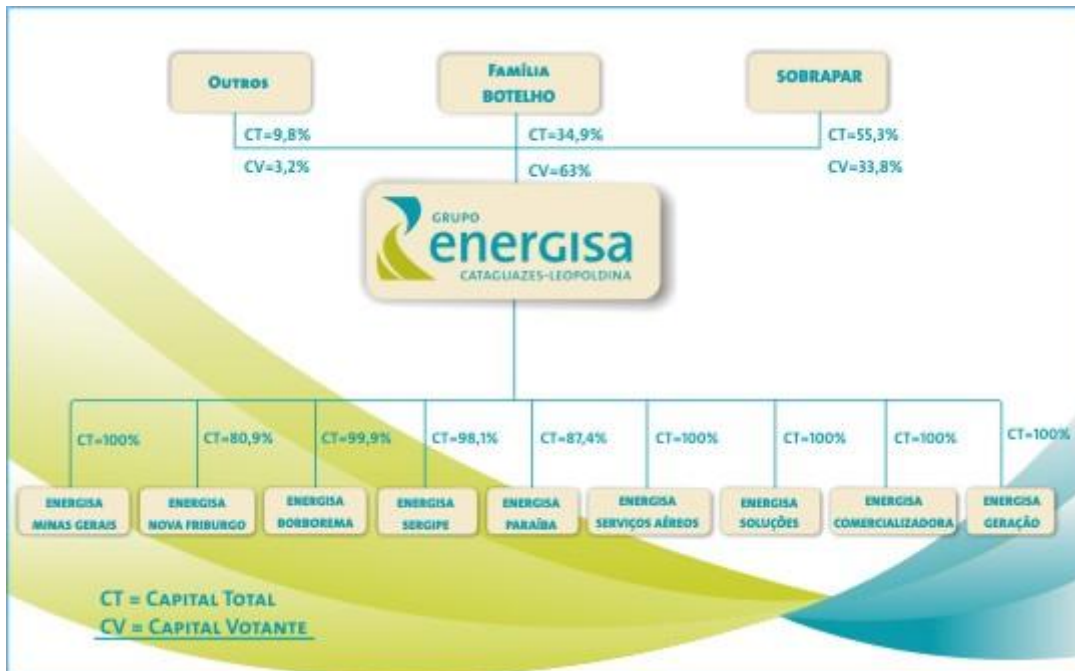 OUTROS
FAMÍLIA
BOTELHO
SOBRAPAR
CT=9,8%
CT=34,9%
CT=55,3%
CV=3,2%
CV=63%
CV=33,8%
GRUPO
energisa
CATAGUAZES-LEOPOLDINA
CT=100%
CT=80,9%
CT=99,9%
CT=98,1%
CT=87,4%
CT=100%
CT=100%
CT=100%
CT=100%
ENERGISA
MINAS GERAIS
ENERGISA
NOVA FRIBURGO
ENERGISA
BORBOREMA
ENERGISA
SERGIPE
ENERGISA
PARAÍBA
ENERGISA
SERVIÇOS AÉREOS
ENERGISA
SOLUÇÕES
ENERGISA
COMERCIALIZADORA
ENERGISA
GERAÇÃO
CT = CAPITAL TOTAL
CV = CAPITAL VOTANTE